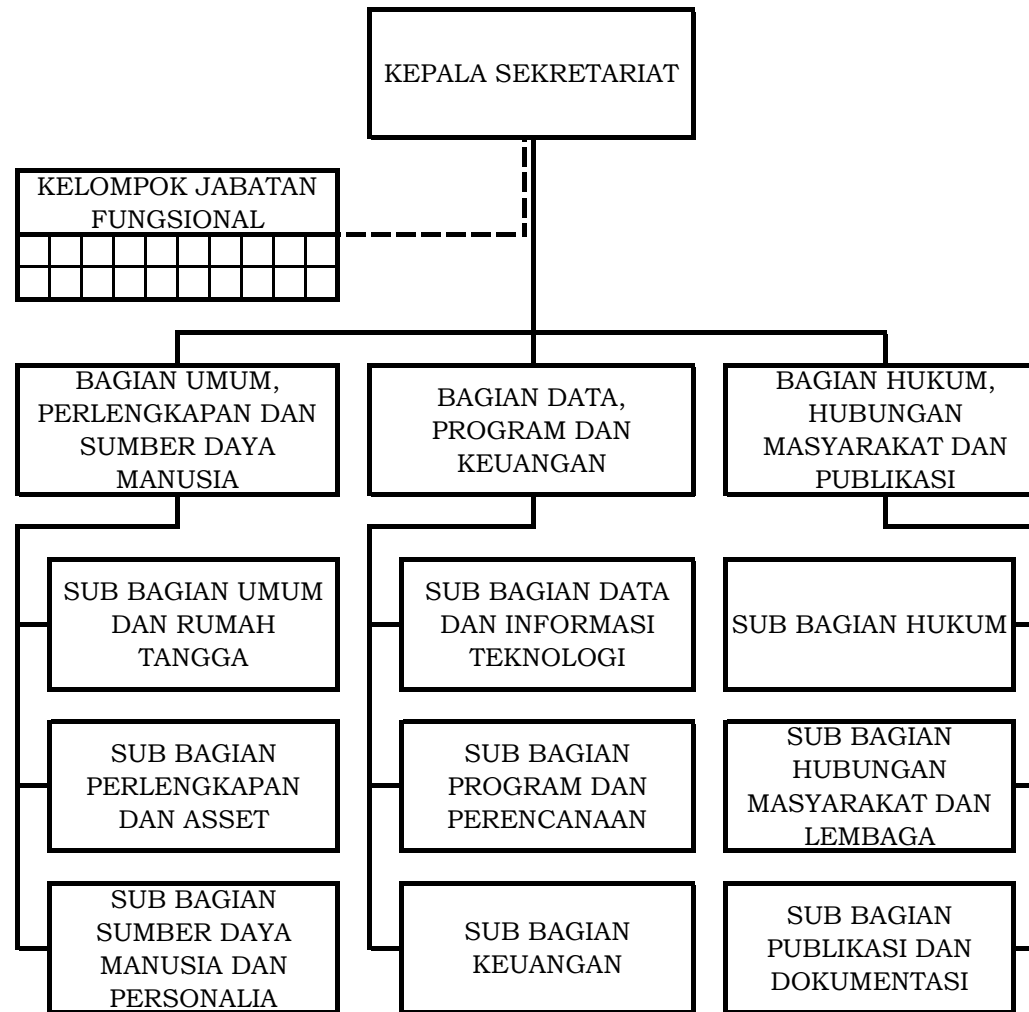 KEPALA SEKRETARIAT
KELOMPOK JABATAN
FUNGSIONAL
BAGIAN UMUM,
PERLENGKAPAN DAN
SUMBER DAYA
MANUSIA
BAGIAN DATA,
PROGRAM DAN
KEUANGAN
BAGIAN HUKUM,
HUBUNGAN
MASYARAKAT DAN
PUBLIKASI
SUB BAGIAN UMUM
DAN RUMAH
TANGGA
SUB BAGIAN DATA
DAN INFORMASI
TEKNOLOGI
SUB BAGIAN HUKUM
SUB BAGIAN
PERLENGKAPAN
DAN ASSET
SUB BAGIAN
PROGRAM DAN
PERENCANAAN
SUB BAGIAN
HUBUNGAN
MASYARAKAT DAN
LEMBAGA
SUB BAGIAN
SUMBER DAYA
MANUSIA DAN
PERSONALIA
SUB BAGIAN
KEUANGAN
SUB BAGIAN
PUBLIKASI DAN
DOKUMENTASI